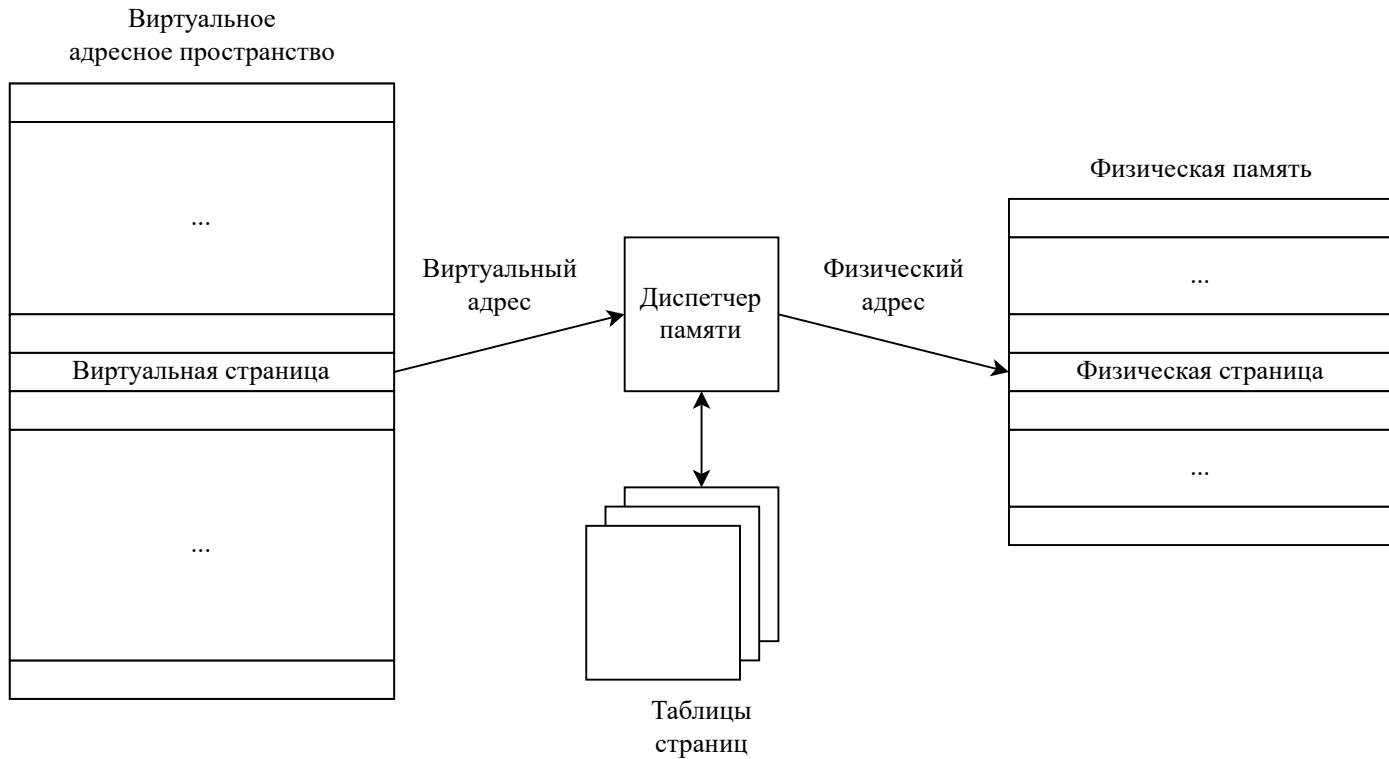 Виртуальное
адресное пространство
...
Виртуальная страница
...
Виртуальный
адрес
Диспетчер
памяти
Таблицы
страниц
Физический
адрес
Физическая память
...
Физическая страница
...